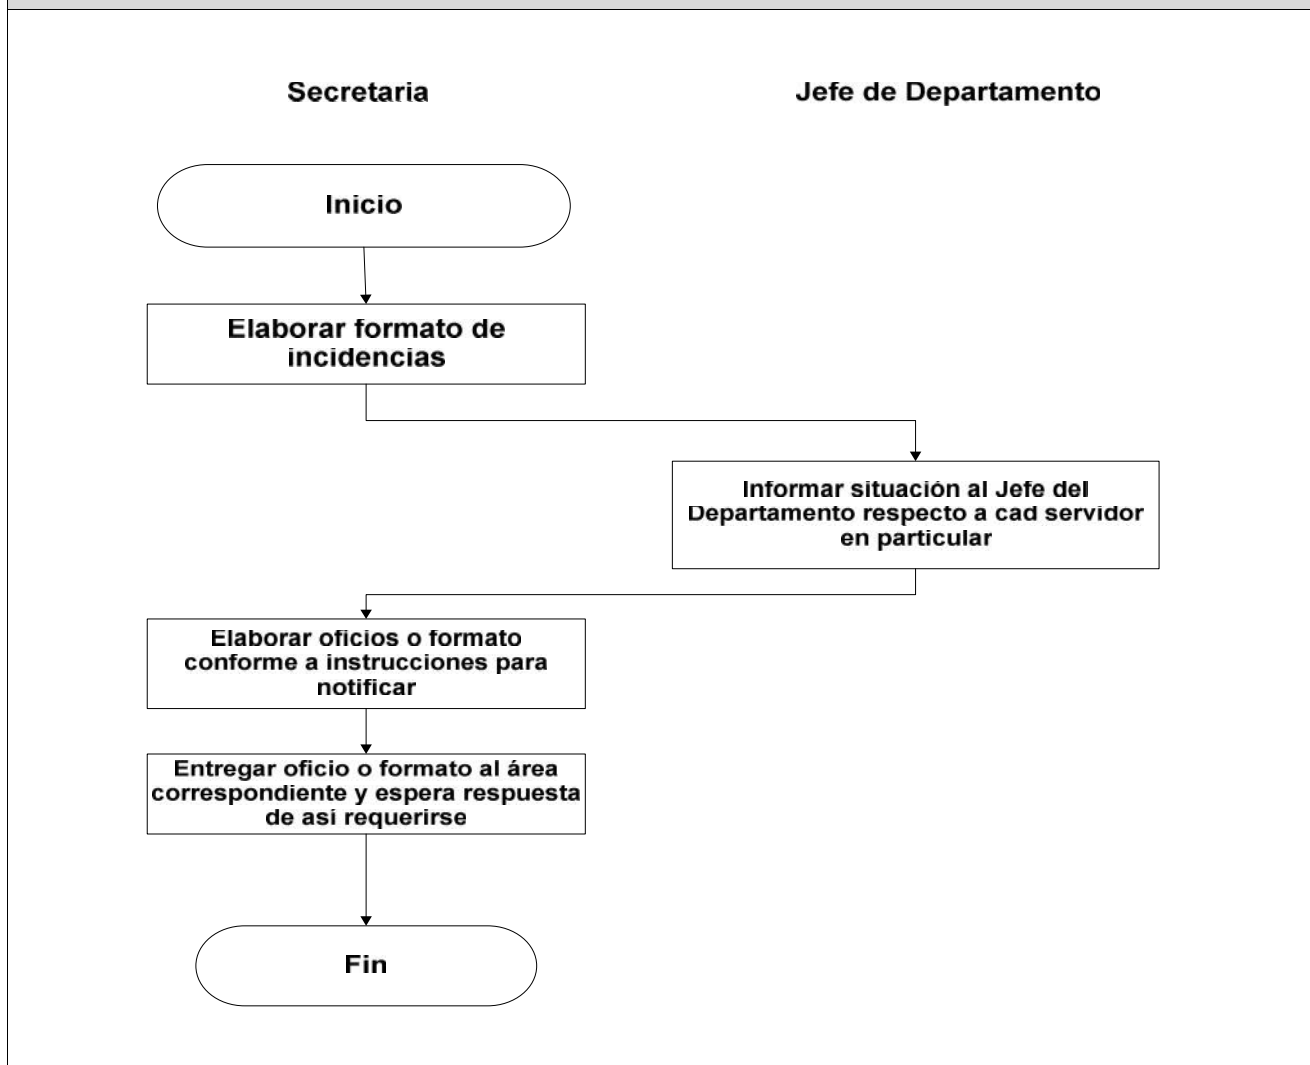 Secretaria
Jefe de Departamento
Inicio
Elaborar formato de
incidencias
Informar situación al Jefe del
Departamento respecto a cad servidor
en particular
Elaborar oficios o formato
conforme a instrucciones para
notificar
Entregar oficio o formato al área
correspondiente y espera respuesta
de así requerirse
Fin